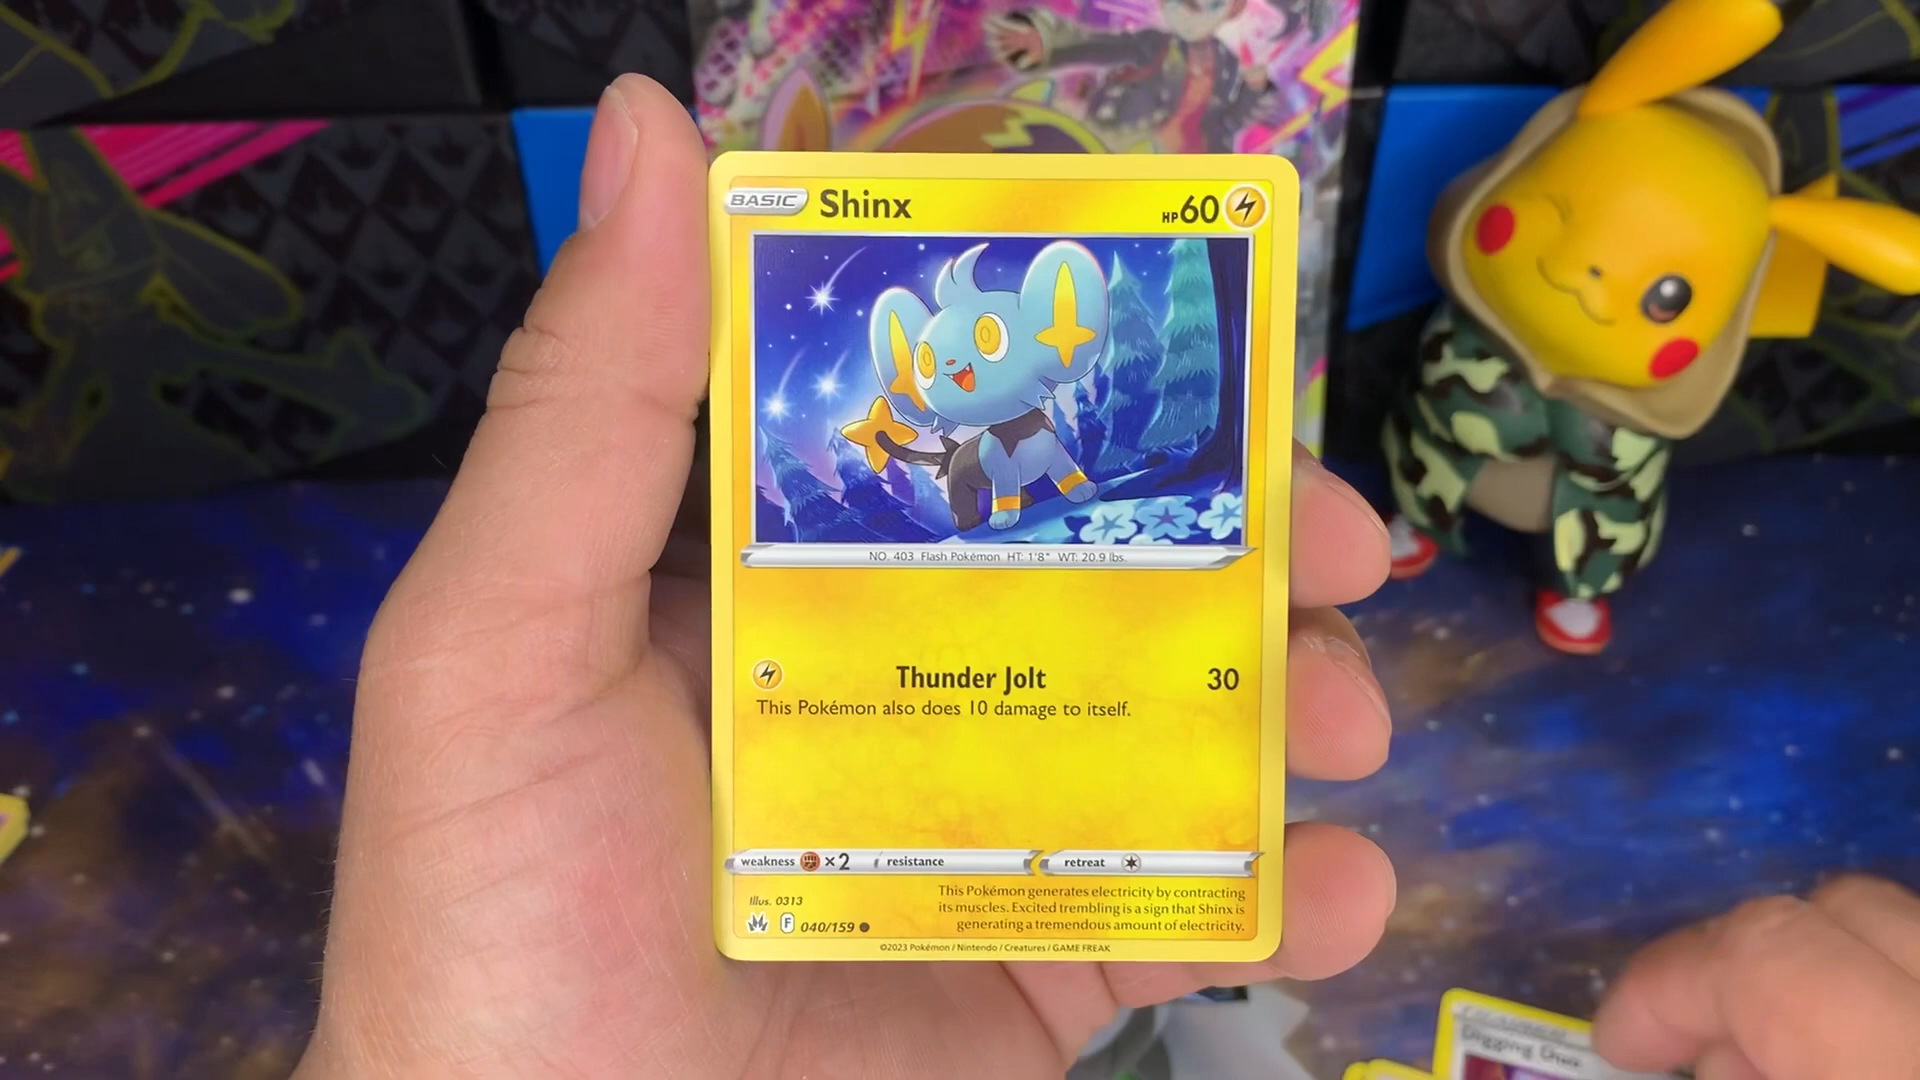 BASIC Shinx HP60
NO. 403 Flash Pokémon HT: 1'8" WT: 20.9 lbs.
Thunder Jolt 30
This Pokémon also does 10 damage to itself.
weakness ×2 resistance retreat
Illus. 0313
F 040/159
This Pokémon generates electricity by contracting
its muscles. Excited trembling is a sign that Shinx is
generating a tremendous amount of electricity.
©2023 Pokémon / Nintendo / Creatures / GAME FREAK
Digging Duo